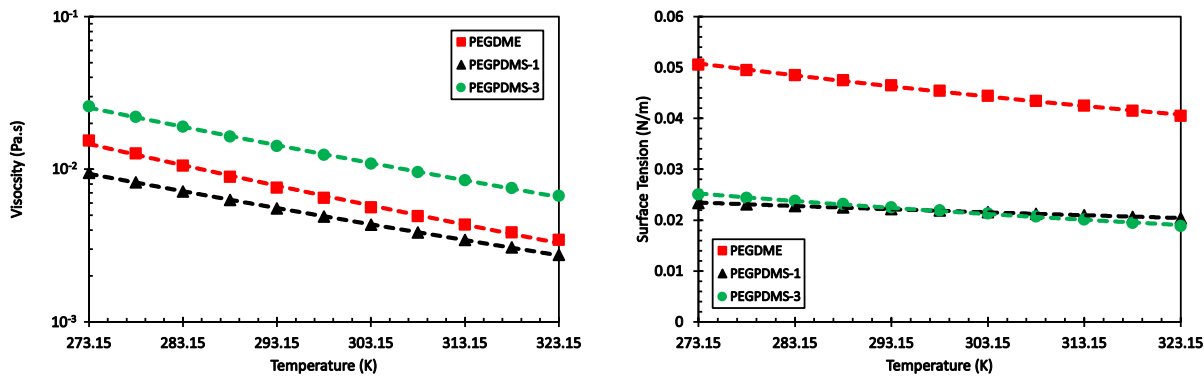 10⁻¹
10⁻²
10⁻³
Visocsity (Pa.s)
PEGDME
PEGPDMS-1
PEGPDMS-3
273.15 283.15 293.15 303.15 313.15 323.15
Temperature (K)
0.06
0.05
0.04
0.03
0.02
0.01
0
Surface Tension (N/m)
PEGDME
PEGPDMS-1
PEGPDMS-3
273.15 283.15 293.15 303.15 313.15 323.15
Temperature (K)